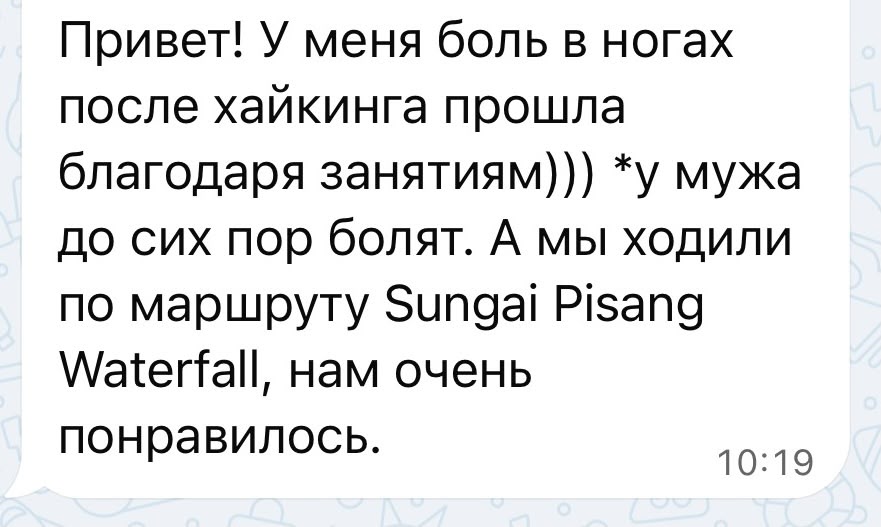 Привет! У меня боль в ногах
после хайкинга прошла
благодаря занятиям))) *у мужа
до сих пор болят. А мы ходили
по маршруту Sungai Pisang
Waterfall, нам очень
понравилось.
10:19